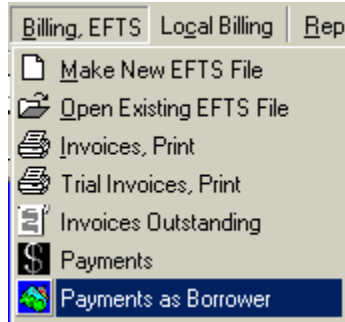 Billing, EFTS Local Billing Rep
Make New EFTS File
Open Existing EFTS File
Invoices, Print
Trial Invoices, Print
Invoices Outstanding
Payments
Payments as Borrower